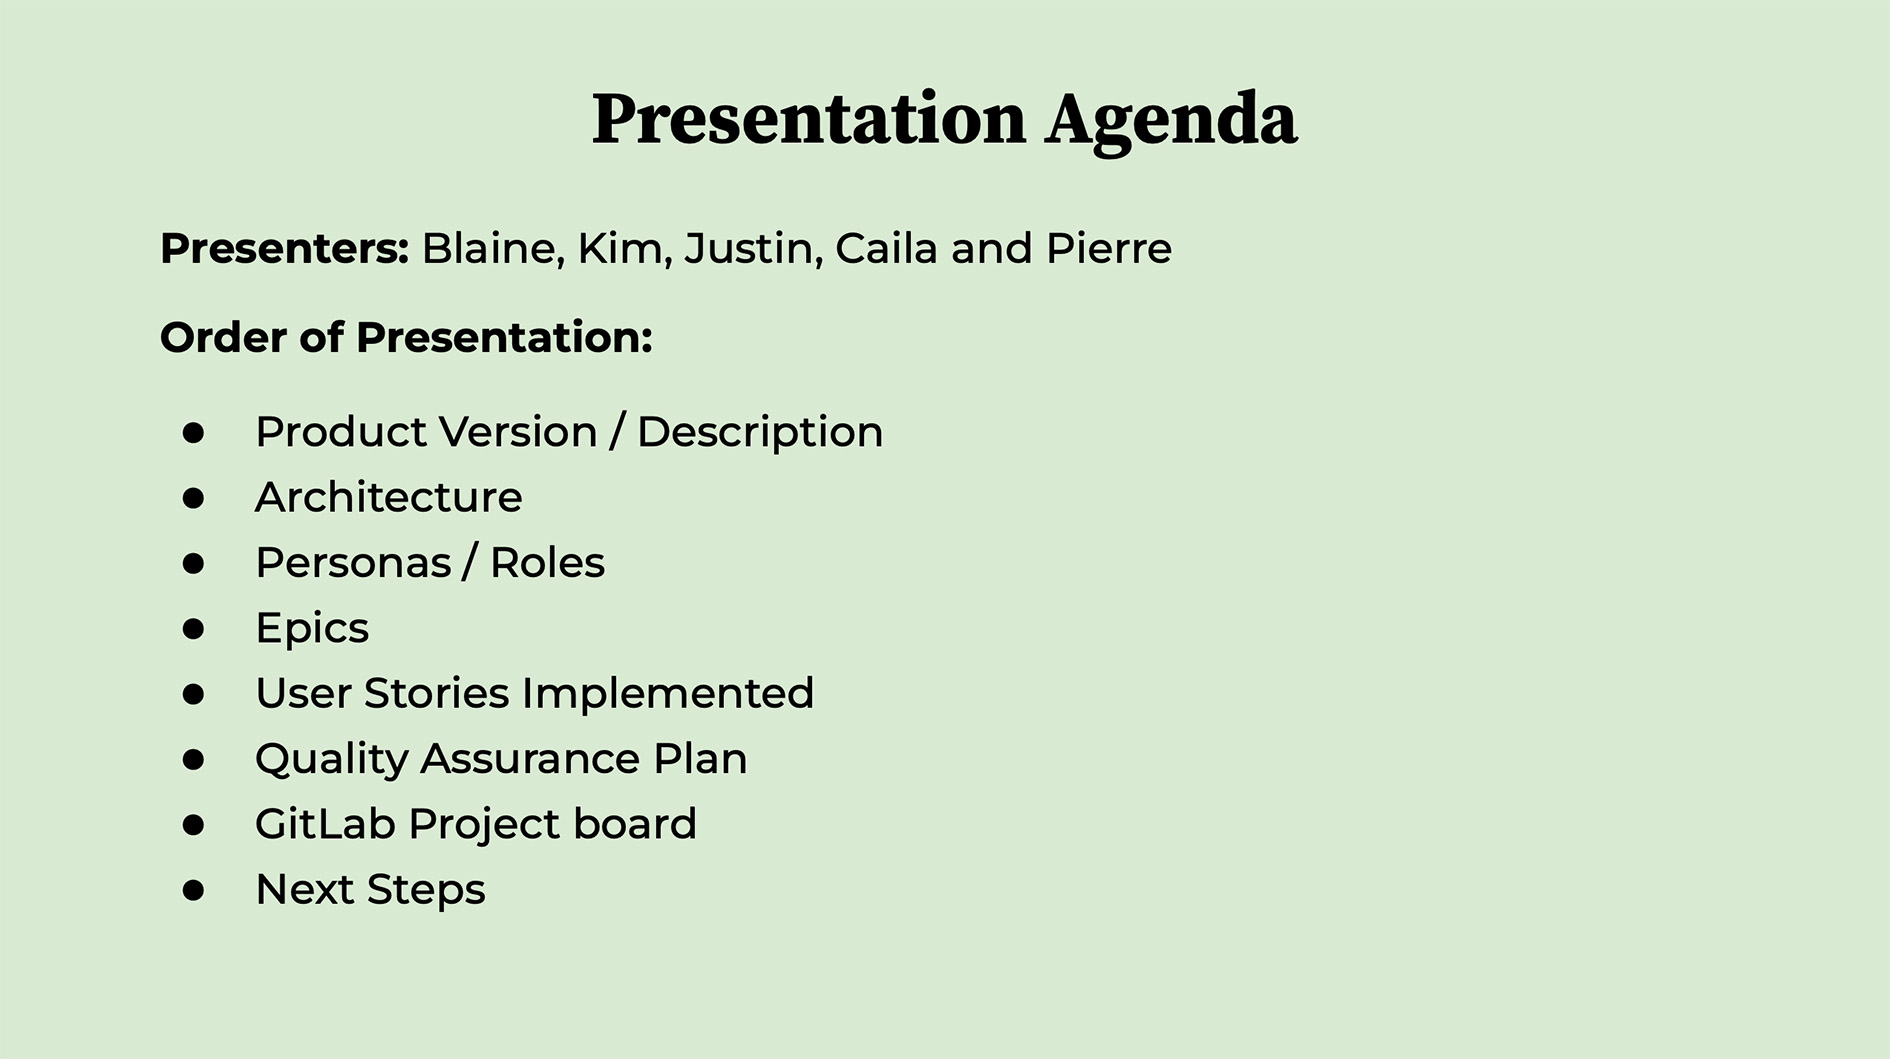 Presentation Agenda
Presenters: Blaine, Kim, Justin, Caila and Pierre
Order of Presentation:
● Product Version / Description
● Architecture
● Personas / Roles
● Epics
● User Stories Implemented
● Quality Assurance Plan
● GitLab Project board
● Next Steps